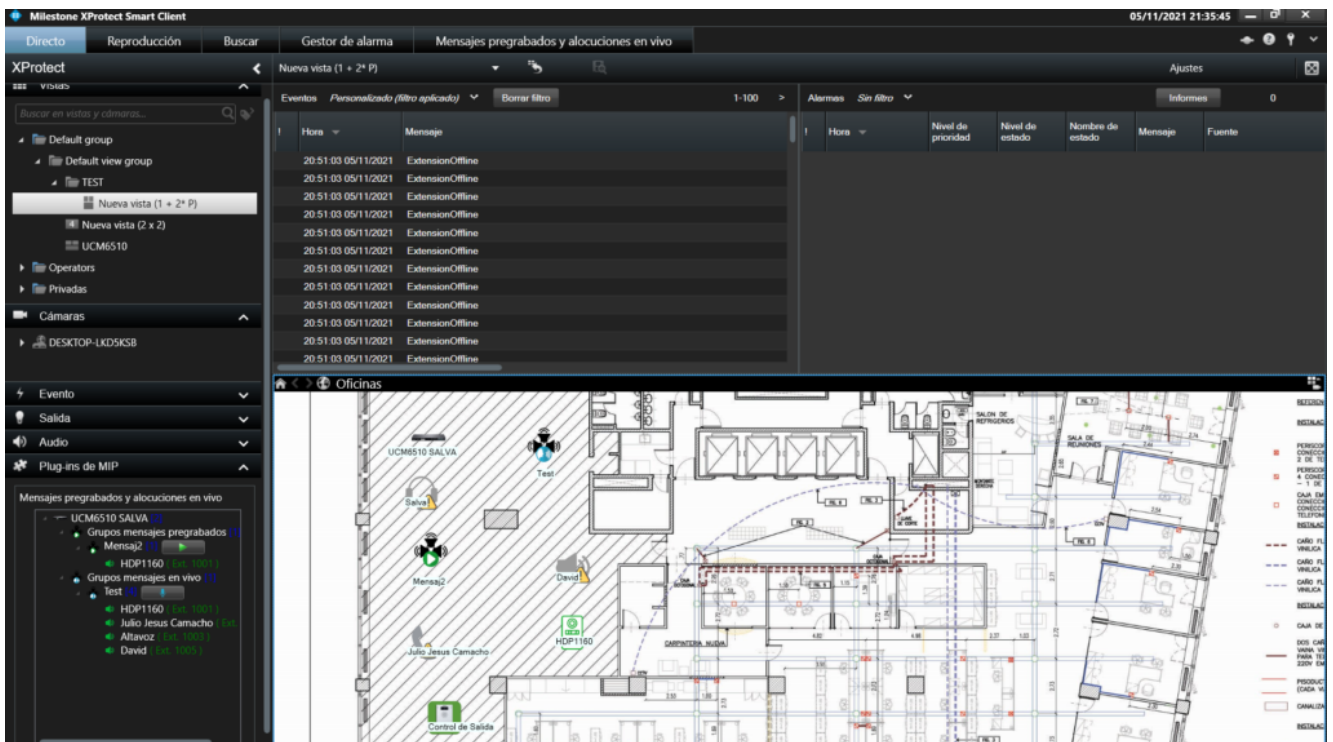 Milestone XProtect Smart Client
05/11/2021 21:35:45
Directo
Reproducción
Buscar
Gestor de alarma
Mensajes pregrabados y alocuciones en vivo
XProtect
Nueva vista (1 + 2* P)
Ajustes
Vistas
Buscar en vistas y cámaras...
Default group
Default view group
TEST
Nueva vista (1 + 2* P)
Nueva vista (2 x 2)
UCM6510
Operators
Privadas
Cámaras
DESKTOP-LKD5KSB
Evento
Salida
Audio
Plug-ins de MIP
Mensajes pregrabados y alocuciones en vivo
UCM6510 SALVA
Grupos mensajes pregrabados
Mensaj2
HDP1160 ( Ext. 1001 )
Grupos mensajes en vivo
Test
HDP1160 ( Ext. 1001 )
Julio Jesus Camacho ( Ext.
Altavoz ( Ext. 1003 )
David ( Ext. 1005 )
Eventos Personalizado (filtro aplicado) Borrar filtro 1-100 >
! Hora Mensaje
20:51:03 05/11/2021 ExtensionOffline
20:51:03 05/11/2021 ExtensionOffline
20:51:03 05/11/2021 ExtensionOffline
20:51:03 05/11/2021 ExtensionOffline
20:51:03 05/11/2021 ExtensionOffline
20:51:03 05/11/2021 ExtensionOffline
20:51:03 05/11/2021 ExtensionOffline
20:51:03 05/11/2021 ExtensionOffline
20:51:03 05/11/2021 ExtensionOffline
20:51:03 05/11/2021 ExtensionOffline
20:51:03 05/11/2021 ExtensionOffline
20:51:03 05/11/2021 ExtensionOffline
Alarmas Sin filtro Informes 0
! Hora Nivel de prioridad Nivel de estado Nombre de estado Mensaje Fuente
Oficinas
UCM6510 SALVA
Test
Salva
Mensaj2
David
HDP1160
Julio Jesus Camacho
Control de Salida
SALON DE
REFRIGERIOS
SALA DE
REUNIONES
CARPINTERIA NUEVA